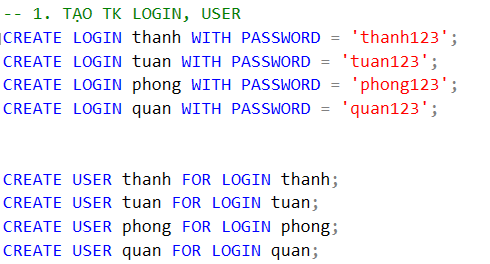 -- 1. TẠO TK LOGIN, USER
CREATE LOGIN thanh WITH PASSWORD = 'thanh123';
CREATE LOGIN tuan WITH PASSWORD = 'tuan123';
CREATE LOGIN phong WITH PASSWORD = 'phong123';
CREATE LOGIN quan WITH PASSWORD = 'quan123';
CREATE USER thanh FOR LOGIN thanh;
CREATE USER tuan FOR LOGIN tuan;
CREATE USER phong FOR LOGIN phong;
CREATE USER quan FOR LOGIN quan;